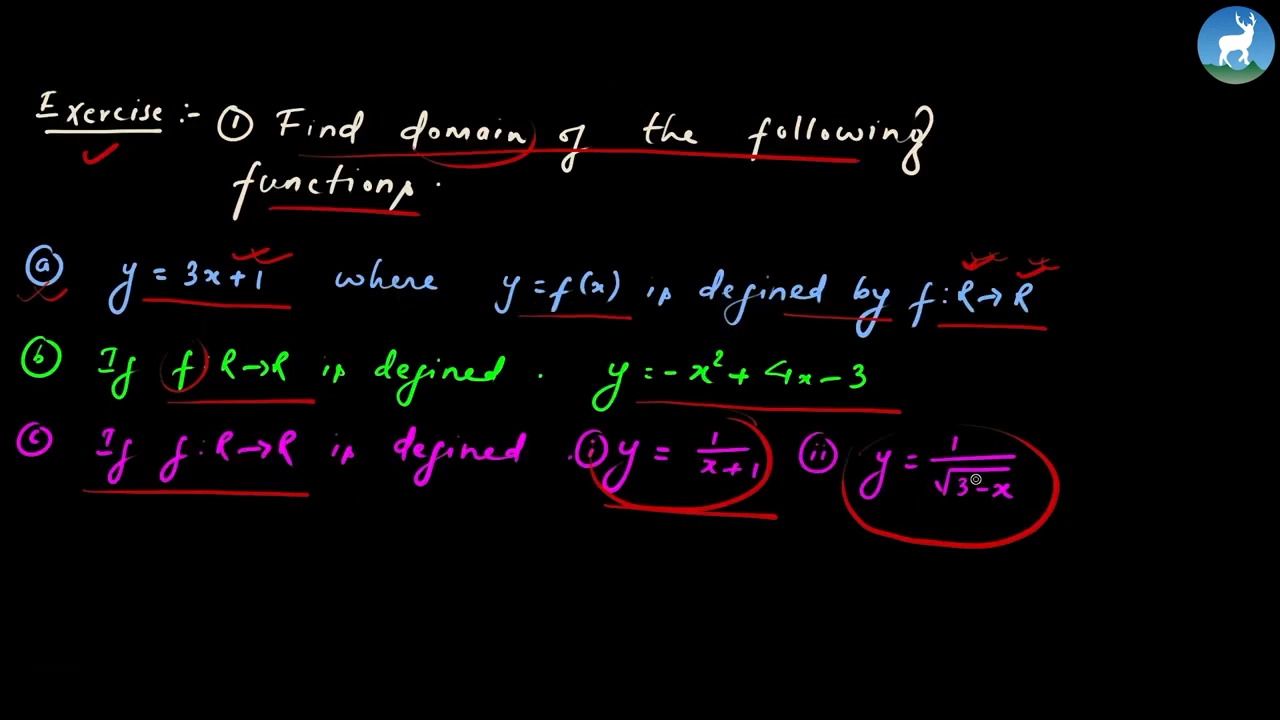 Exercise :- ① Find domain of the following
functions.
ⓐ y = 3x+1 where y=f(x) is defined by f:R→R
ⓑ If f:R→R is defined. y=-x²+4x-3
ⓒ If f:R→R is defined. ⓘ y = 1/(x+1) ⓘⓘ y = 1/√(3-x)